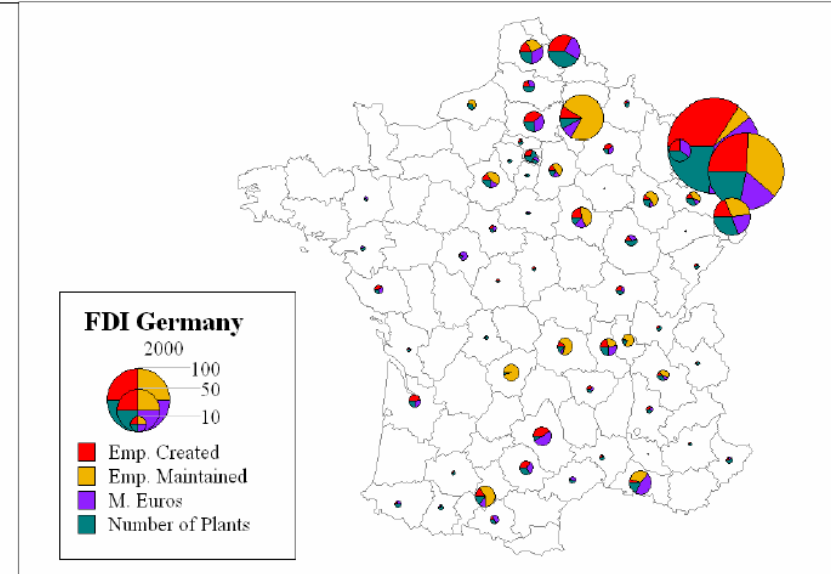 FDI Germany
2000
100
50
10
Emp. Created
Emp. Maintained
M. Euros
Number of Plants